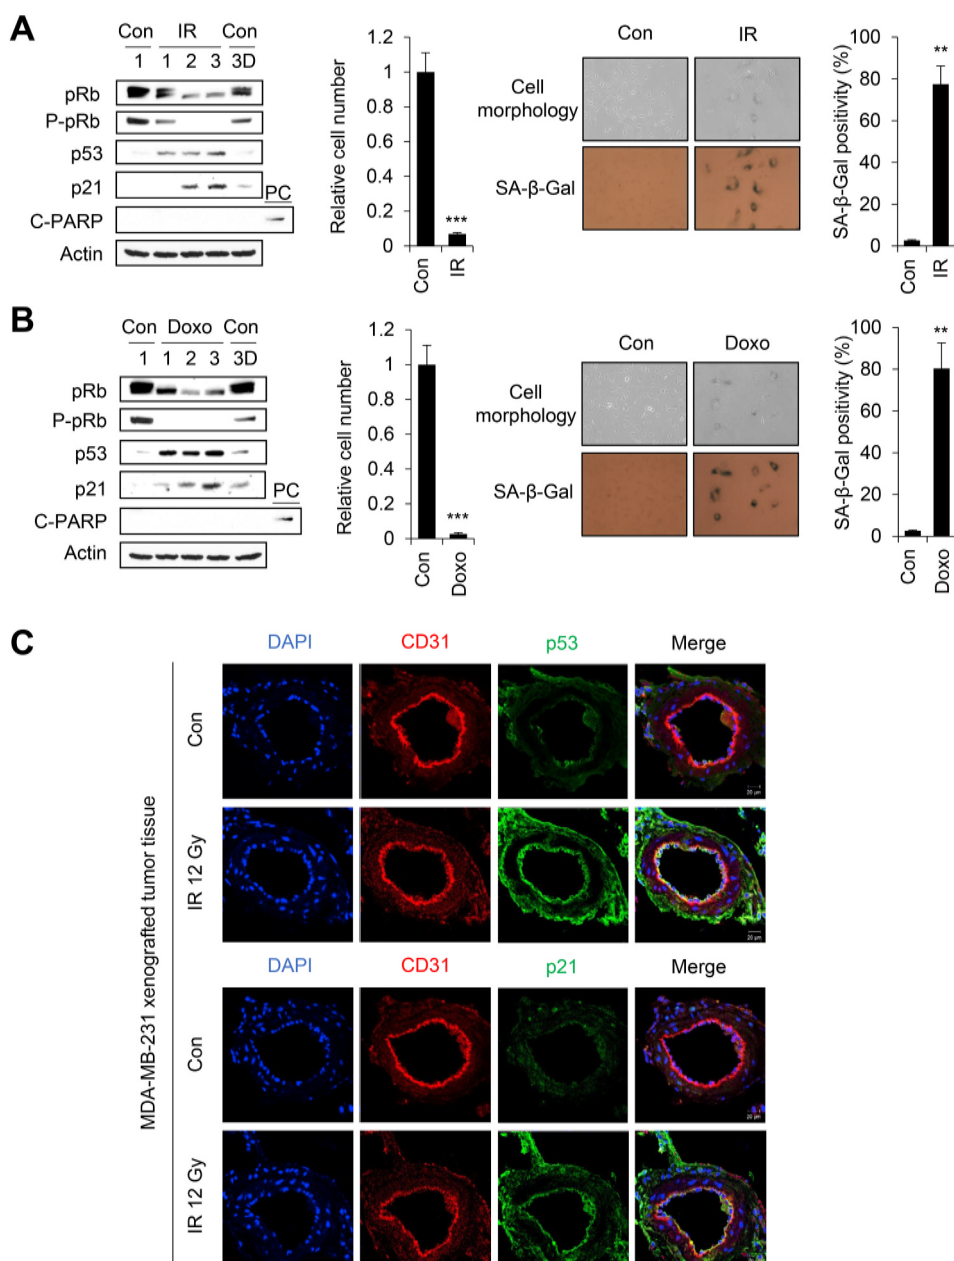 A
Con IR Con
1 1 2 3 3D
pRb
P-pRb
p53
p21
PC
C-PARP
Actin
Relative cell number
1.2
1
0.8
0.6
0.4
0.2
0
***
Con
IR
Con IR
Cell
morphology
SA-β-Gal
SA-β-Gal positivity (%)
100
80
60
40
20
0
**
Con
IR
B
Con Doxo Con
1 1 2 3 3D
pRb
P-pRb
p53
p21
PC
C-PARP
Actin
Relative cell number
1.2
1
0.8
0.6
0.4
0.2
0
***
Con
Doxo
Con Doxo
Cell
morphology
SA-β-Gal
SA-β-Gal positivity (%)
100
80
60
40
20
0
**
Con
Doxo
C
MDA-MB-231 xenografted tumor tissue
DAPI CD31 p53 Merge
Con
20 μm
IR 12 Gy
20 μm
DAPI CD31 p21 Merge
Con
20 μm
IR 12 Gy